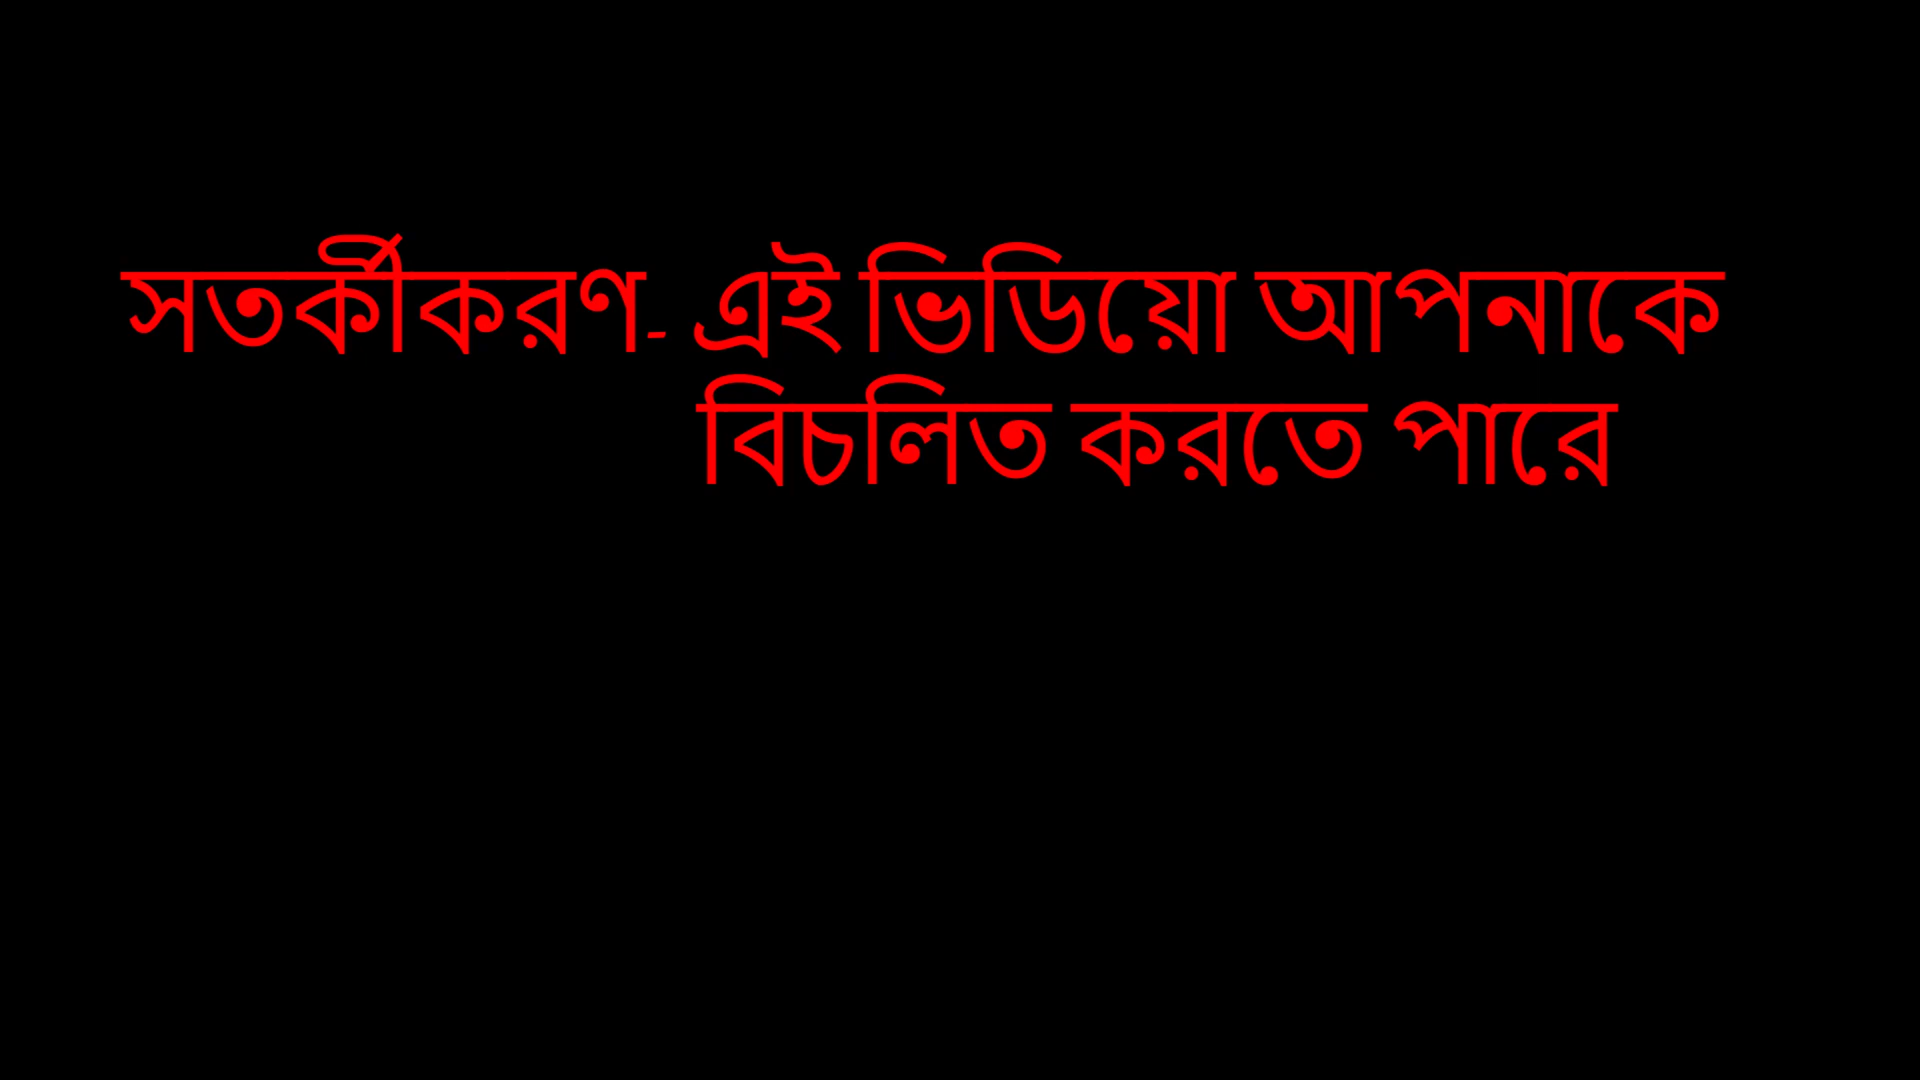 সতর্কীকরণ- এই ভিডিয়ো আপনাকে
বিচলিত করতে পারে